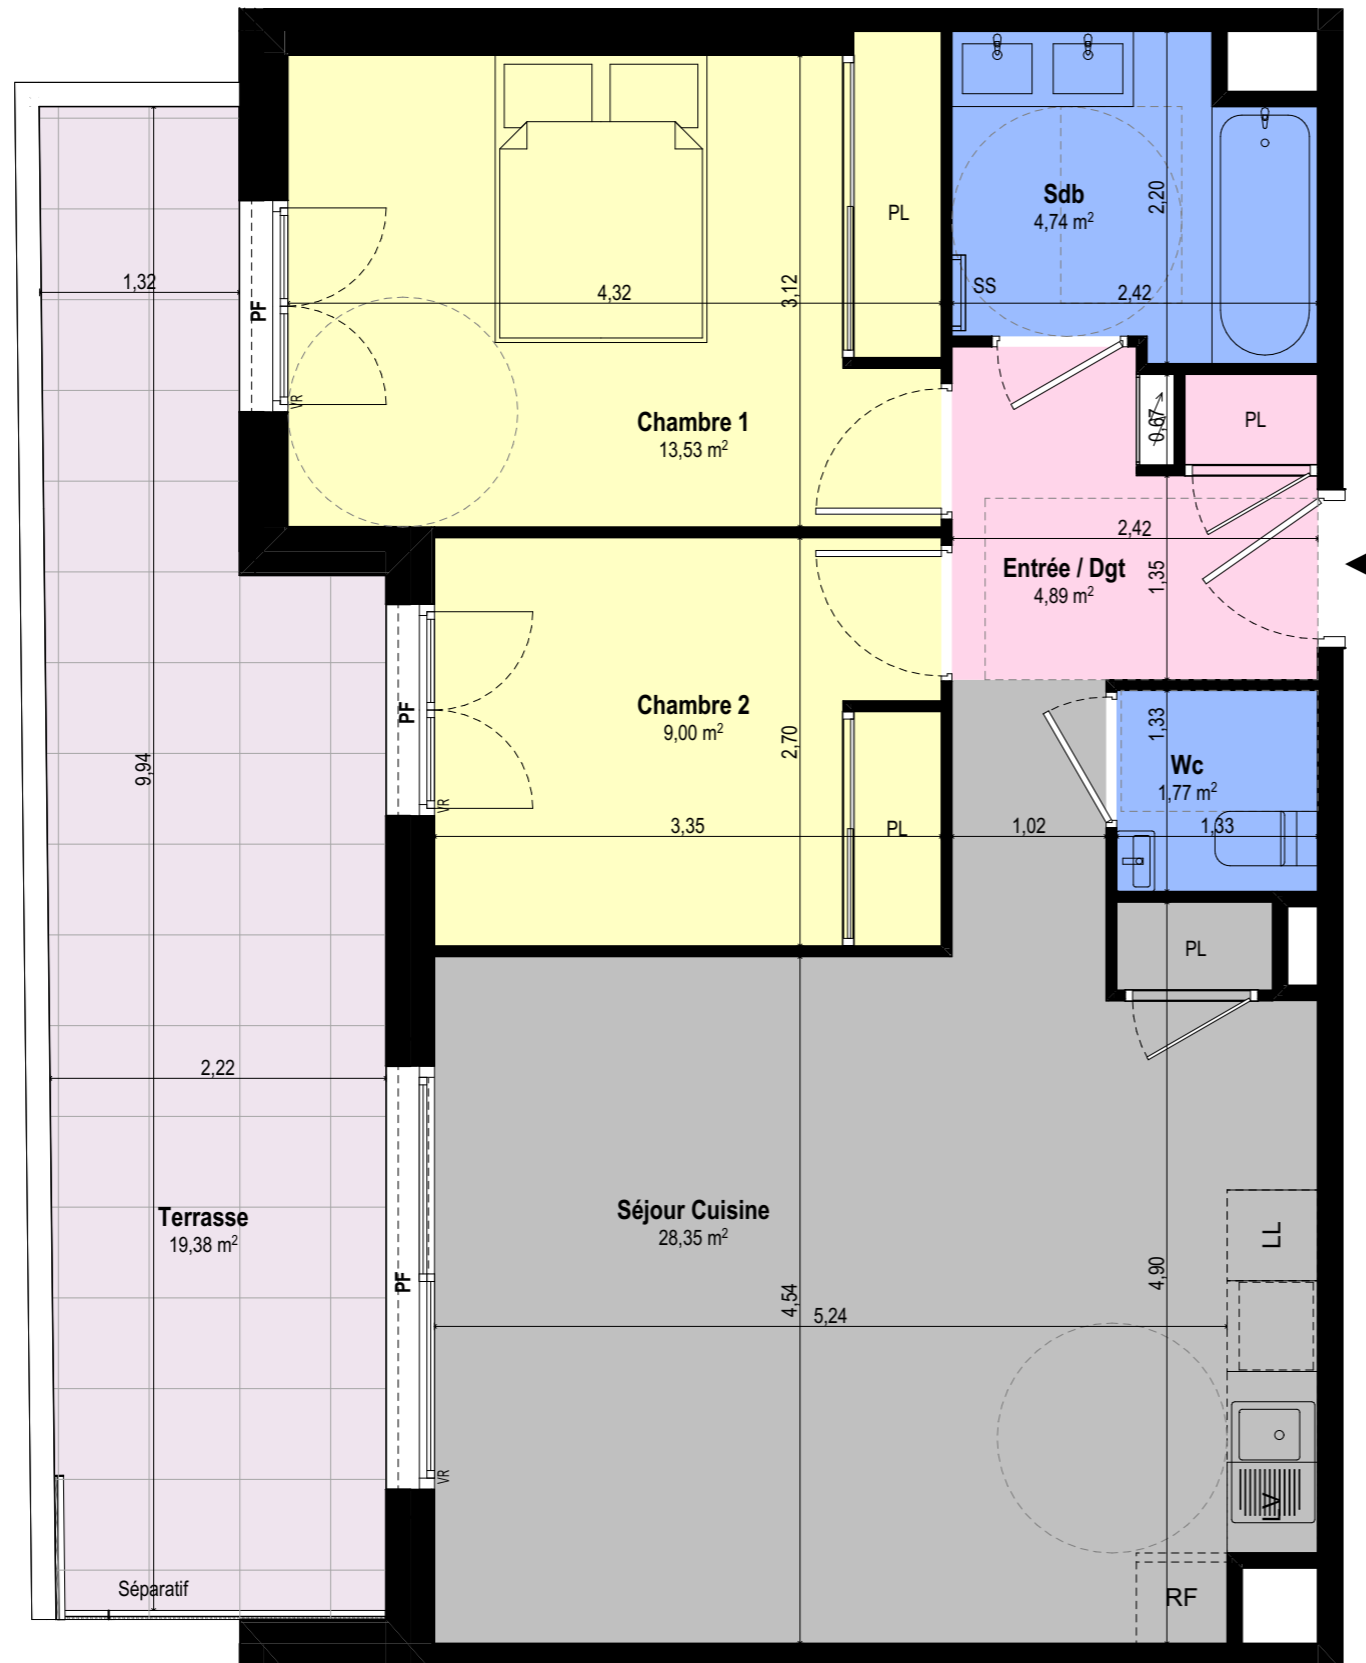 PL
Sdb
4,74 m²
2,20
1,32
4,32
3,12
SS
2,42
PF
VR
Chambre 1
13,53 m²
0,67
PL
2,42
Entrée / Dgt
4,89 m²
1,35
PF
VR
Chambre 2
9,00 m²
2,70
1,33
Wc
1,77 m²
9,94
3,35
PL
1,02
1,33
PL
2,22
Terrasse
19,38 m²
Séjour Cuisine
28,35 m²
LL
PF
4,54
5,24
4,90
VR
LV
Séparatif
RF